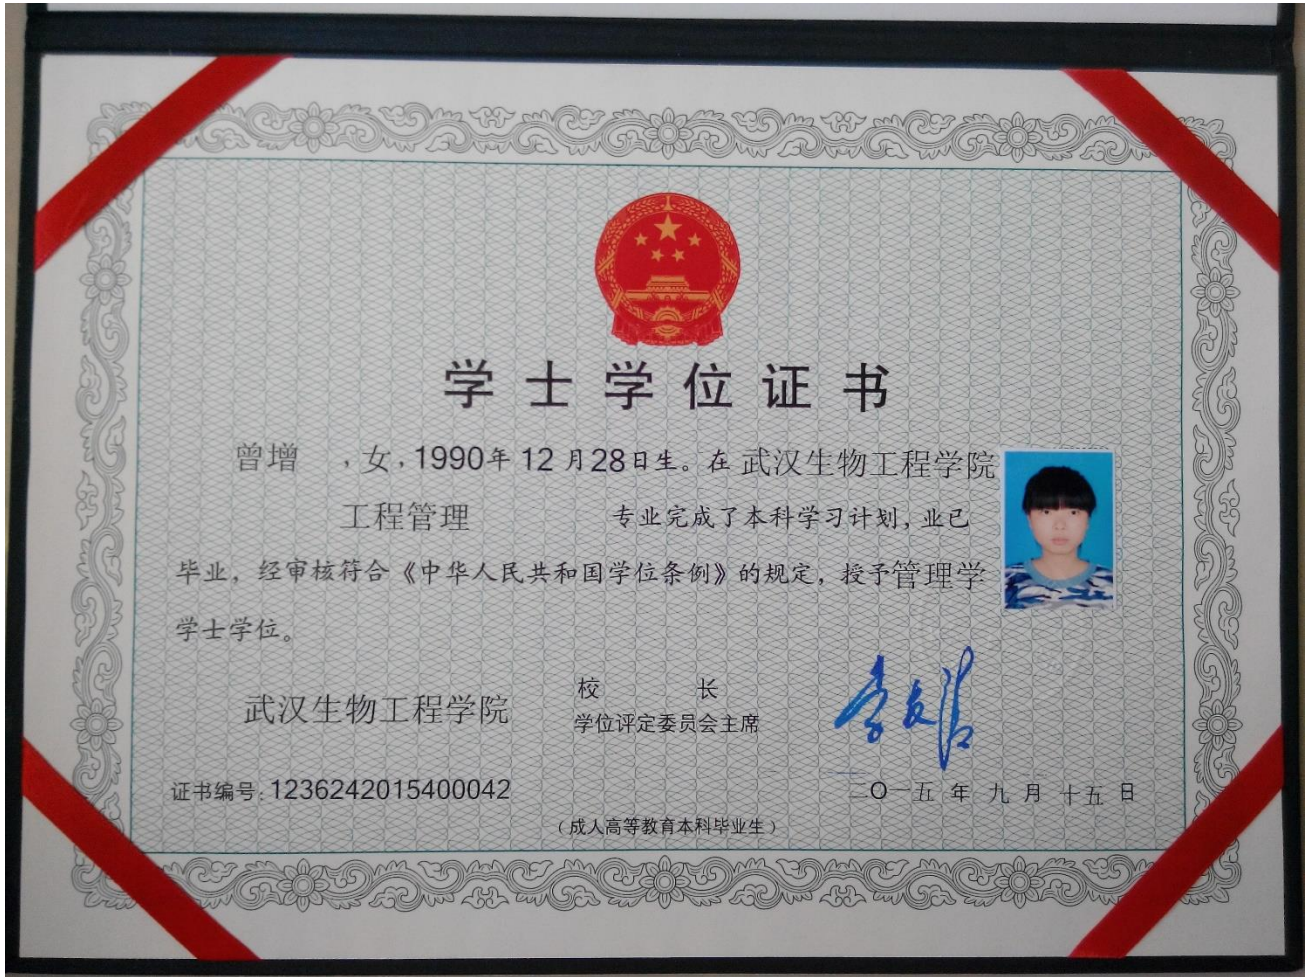 学士学位证书
曾增 ,女,1990年12月28日生。在武汉生物工程学院
工程管理 专业完成了本科学习计划,业已
毕业,经审核符合《中华人民共和国学位条例》的规定,授予管理学
学士学位。
武汉生物工程学院
校 长
学位评定委员会主席
证书编号:1236242015400042
二〇一五年九月十五日
(成人高等教育本科毕业生)